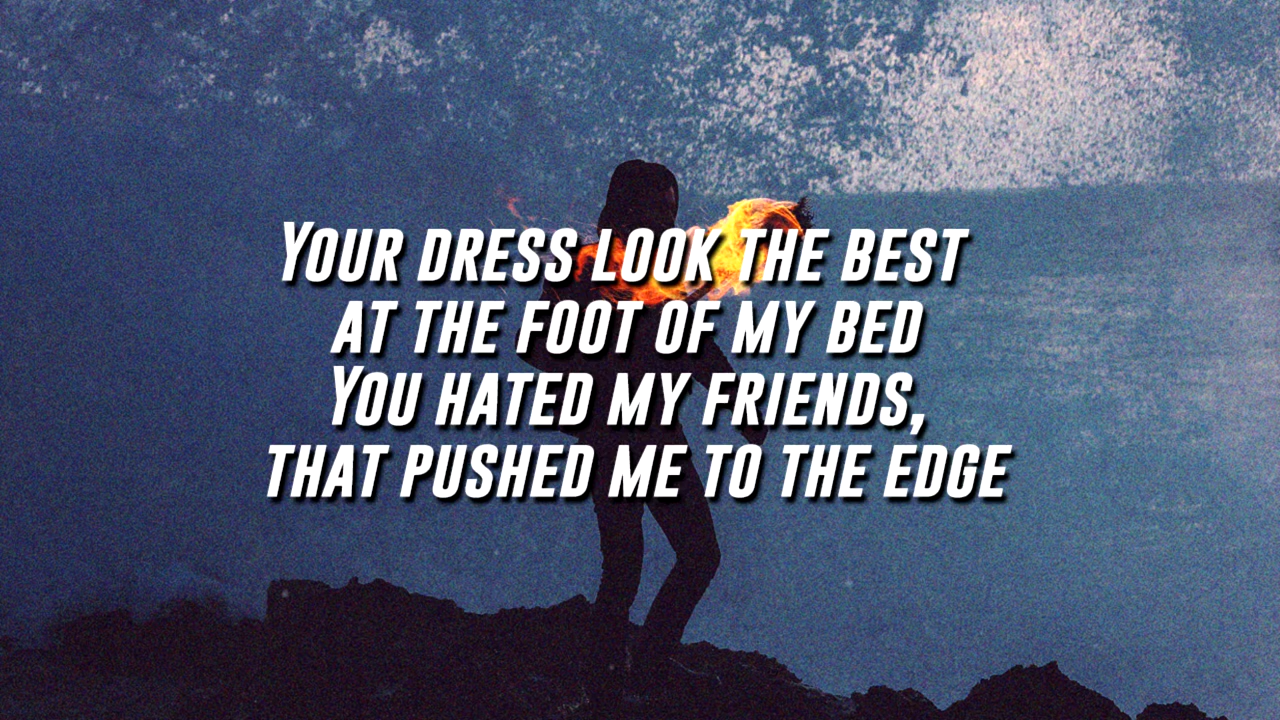 Your dress look the best
at the foot of my bed
You hated my friends,
that pushed me to the edge